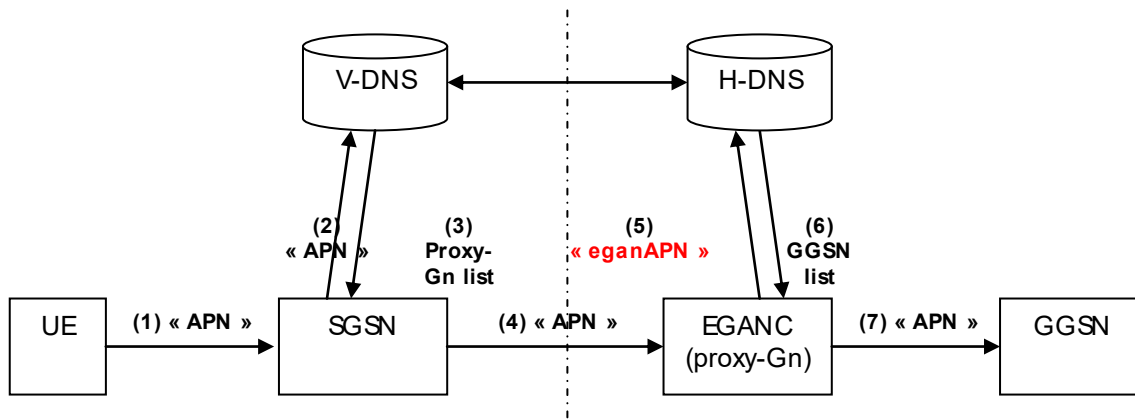 V-DNS
H-DNS
(2)
« APN »
(3)
Proxy-
Gn list
(5)
« eganAPN »
(6)
GGSN
list
UE
(1) « APN »
SGSN
(4) « APN »
EGANC
(proxy-Gn)
(7) « APN »
GGSN